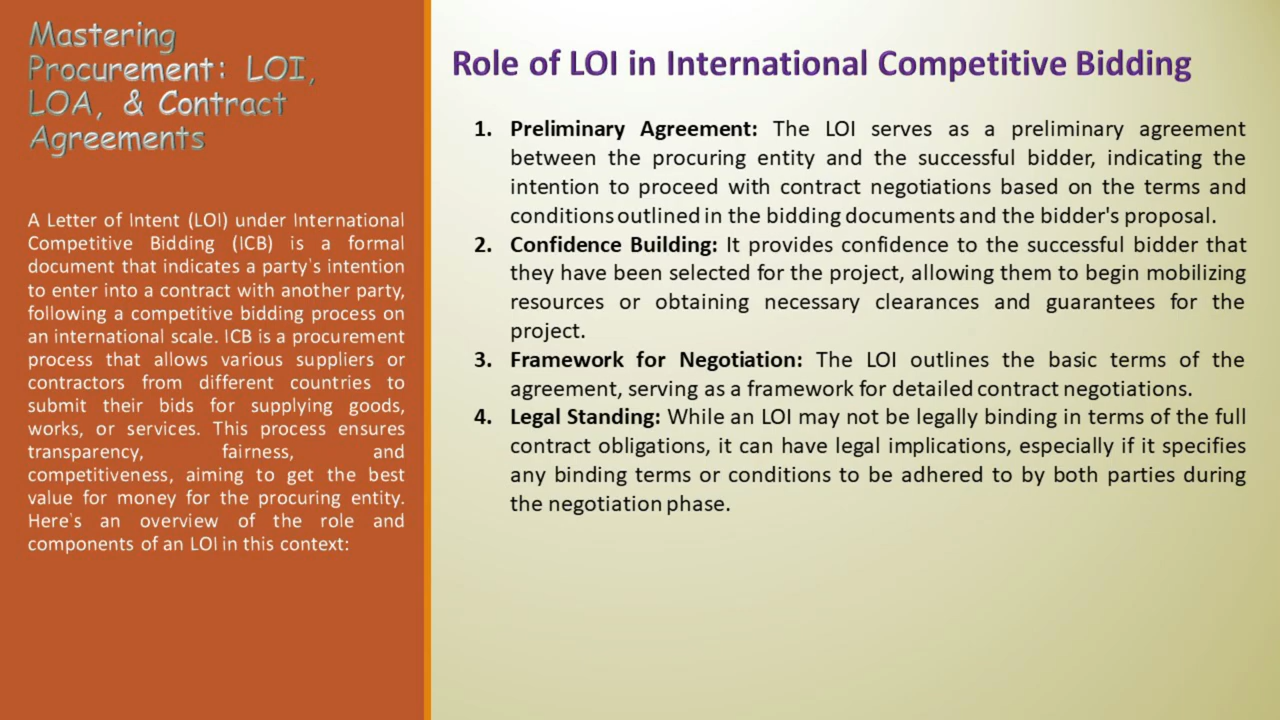 Mastering
Procurement: LOI,
LOA, & Contract
Agreements
A Letter of Intent (LOI) under International
Competitive Bidding (ICB) is a formal
document that indicates a party`s intention
to enter into a contract with another party,
following a competitive bidding process on
an international scale. ICB is a procurement
process that allows various suppliers or
contractors from different countries to
submit their bids for supplying goods,
works, or services. This process ensures
transparency, fairness, and
competitiveness, aiming to get the best
value for money for the procuring entity.
Here`s an overview of the role and
components of an LOI in this context:
Role of LOI in International Competitive Bidding
1. Preliminary Agreement: The LOI serves as a preliminary agreement
between the procuring entity and the successful bidder, indicating the
intention to proceed with contract negotiations based on the terms and
conditions outlined in the bidding documents and the bidder's proposal.
2. Confidence Building: It provides confidence to the successful bidder that
they have been selected for the project, allowing them to begin mobilizing
resources or obtaining necessary clearances and guarantees for the
project.
3. Framework for Negotiation: The LOI outlines the basic terms of the
agreement, serving as a framework for detailed contract negotiations.
4. Legal Standing: While an LOI may not be legally binding in terms of the full
contract obligations, it can have legal implications, especially if it specifies
any binding terms or conditions to be adhered to by both parties during
the negotiation phase.